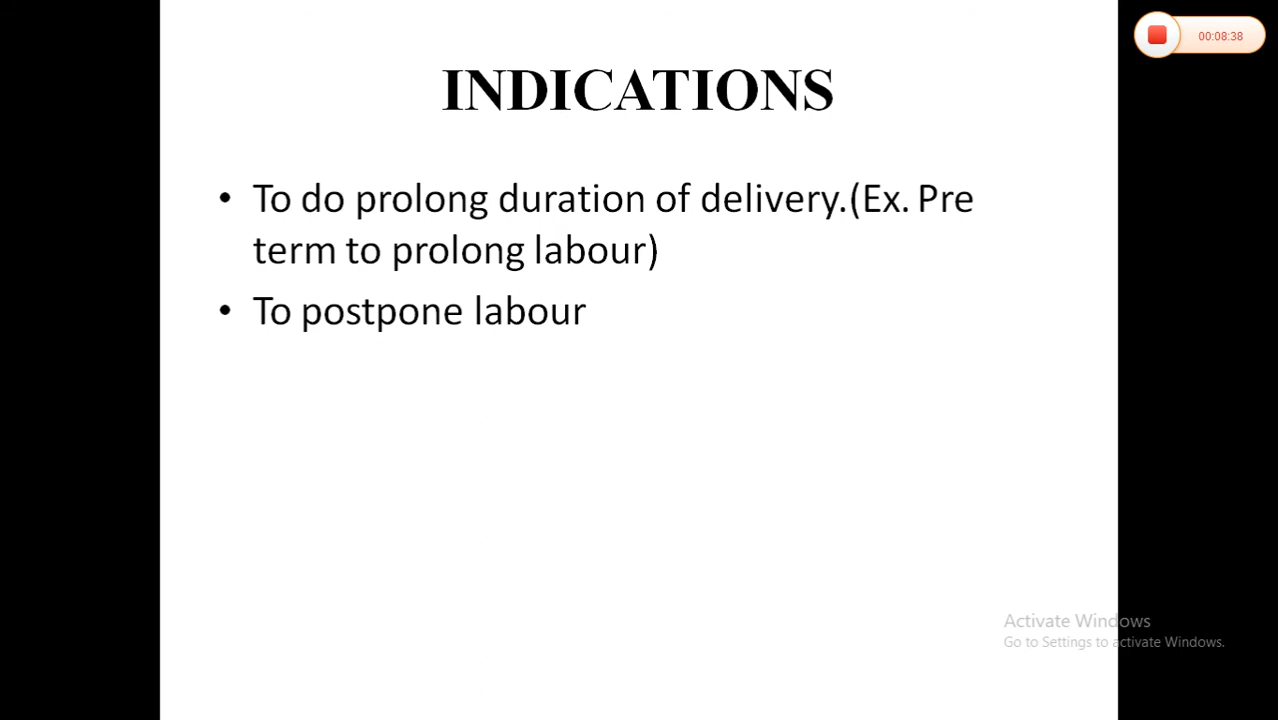 00:08:38
INDICATIONS
• To do prolong duration of delivery.(Ex. Pre
term to prolong labour)
• To postpone labour
Activate Windows
Go to Settings to activate Windows.